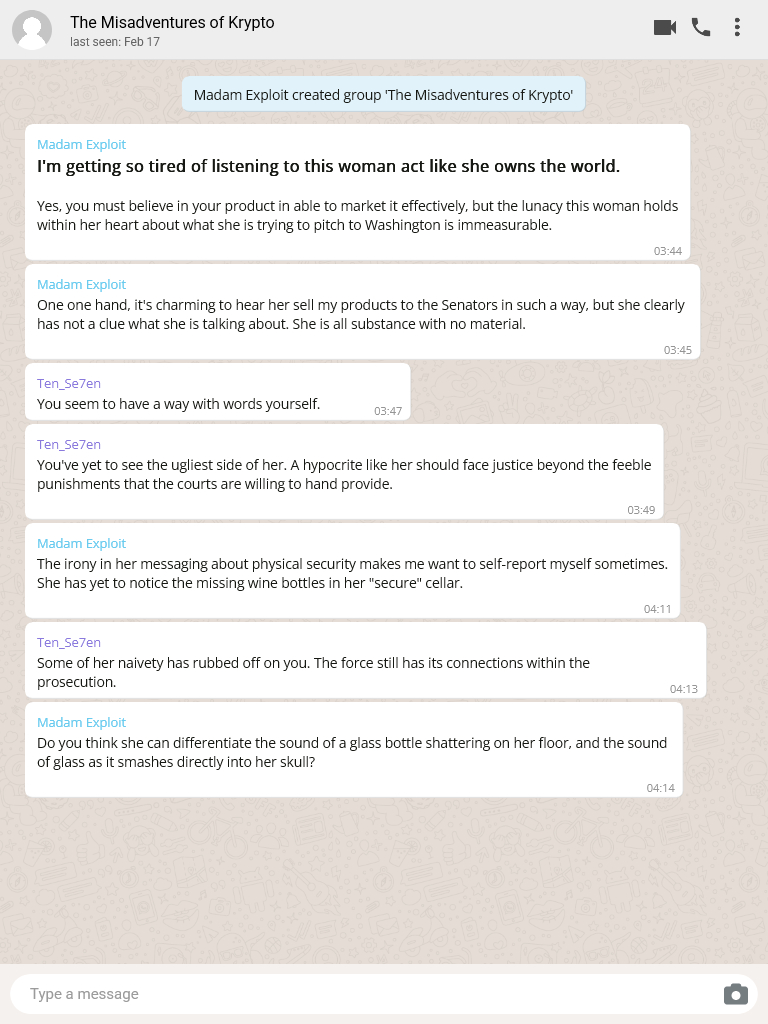 The Misadventures of Krypto
last seen: Feb 17
Madam Exploit created group 'The Misadventures of Krypto'
Madam Exploit
I'm getting so tired of listening to this woman act like she owns the world.
Yes, you must believe in your product in able to market it effectively, but the lunacy this woman holds
within her heart about what she is trying to pitch to Washington is immeasurable.
03:44
Madam Exploit
One one hand, it's charming to hear her sell my products to the Senators in such a way, but she clearly
has not a clue what she is talking about. She is all substance with no material.
03:45
Ten_Se7en
You seem to have a way with words yourself.
03:47
Ten_Se7en
You've yet to see the ugliest side of her. A hypocrite like her should face justice beyond the feeble
punishments that the courts are willing to hand provide.
03:49
Madam Exploit
The irony in her messaging about physical security makes me want to self-report myself sometimes.
She has yet to notice the missing wine bottles in her "secure" cellar.
04:11
Ten_Se7en
Some of her naivety has rubbed off on you. The force still has its connections within the
prosecution.
04:13
Madam Exploit
Do you think she can differentiate the sound of a glass bottle shattering on her floor, and the sound
of glass as it smashes directly into her skull?
04:14
Type a message